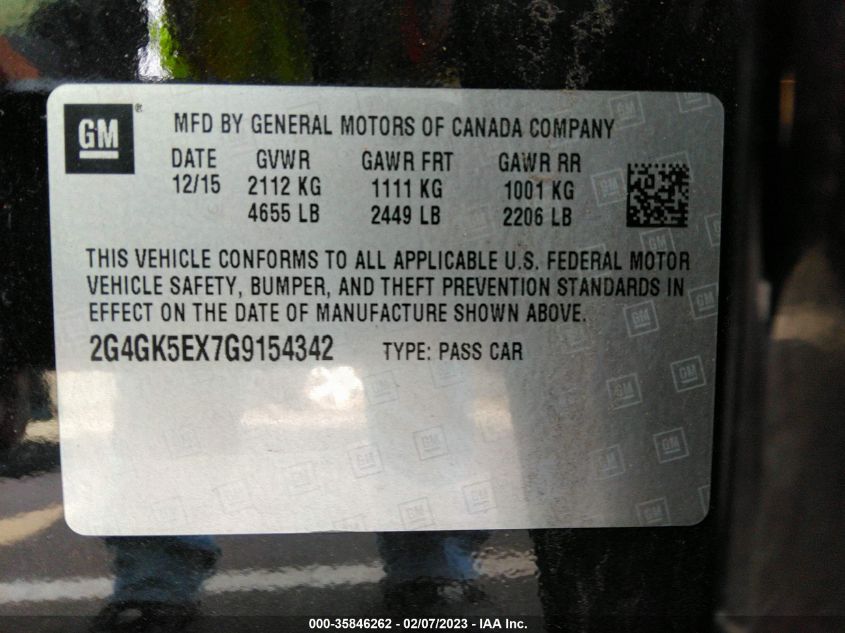 GM ®
MFD BY GENERAL MOTORS OF CANADA COMPANY
DATE GVWR GAWR FRT GAWR RR
12/15 2112 KG 1111 KG 1001 KG
4655 LB 2449 LB 2206 LB
THIS VEHICLE CONFORMS TO ALL APPLICABLE U.S. FEDERAL MOTOR
VEHICLE SAFETY, BUMPER, AND THEFT PREVENTION STANDARDS IN
EFFECT ON THE DATE OF MANUFACTURE SHOWN ABOVE.
2G4GK5EX7G9154342 TYPE: PASS CAR
000-35846262 - 02/07/2023 - IAA Inc.